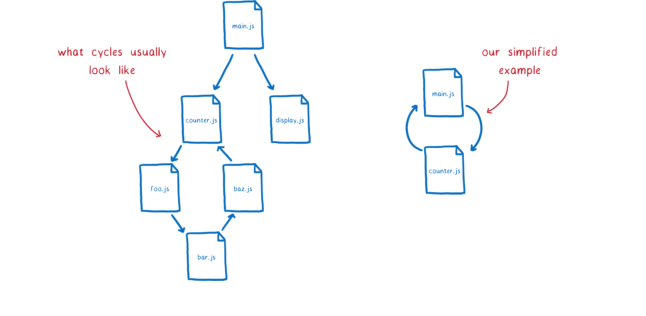 main.js
what cycles usually
look like
our simplified
example
main.js
counter.js
display.js
counter.js
foo.js
baz.js
bar.js